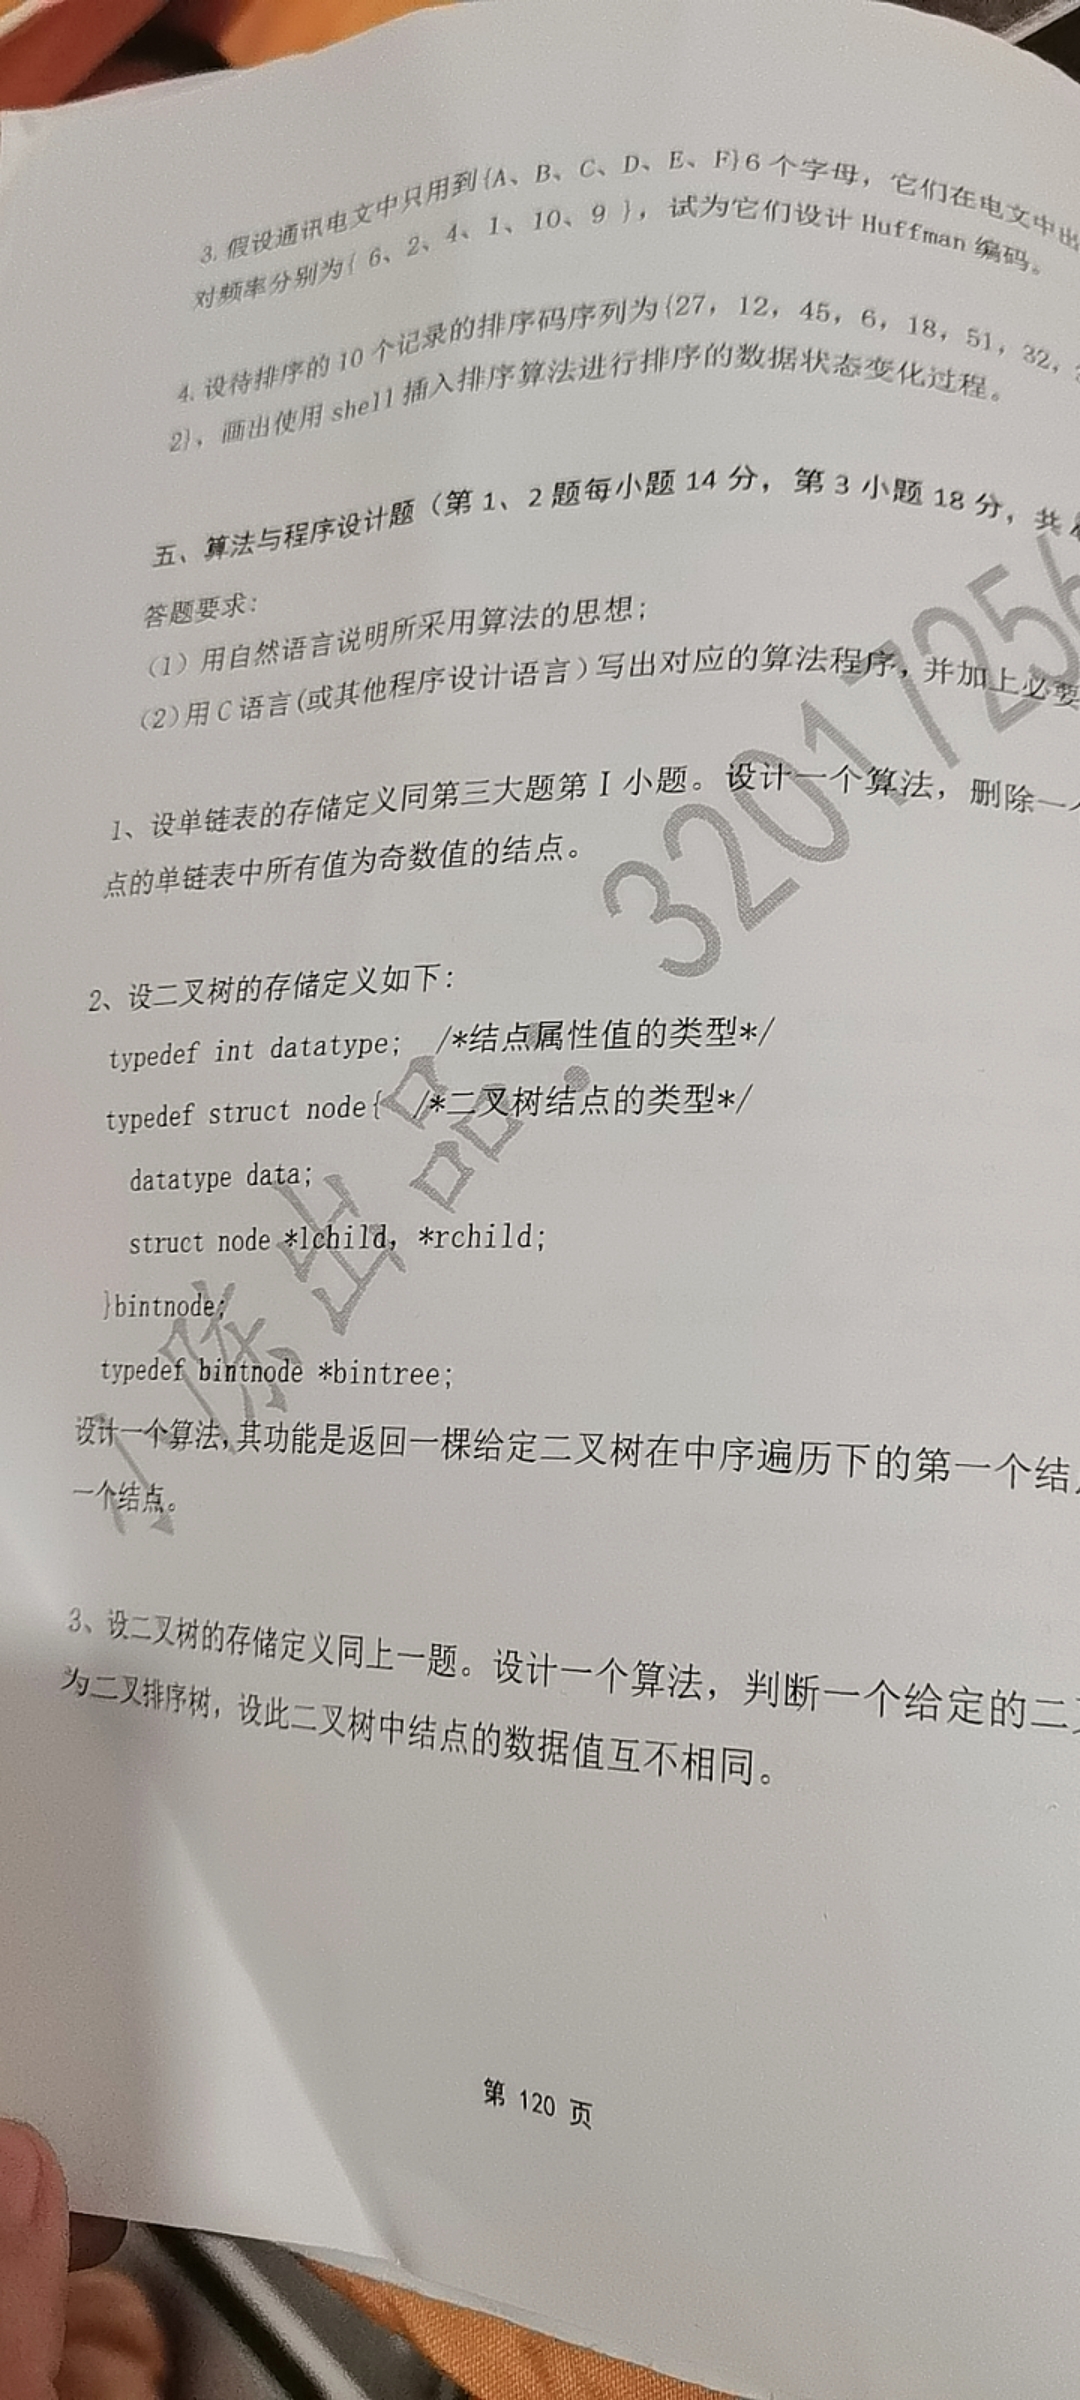 3. 假设通讯电文中只用到{A、B、C、D、E、F}6 个字母，它们在电文中出
对频率分别为{ 6、2、4、1、10、9 }，试为它们设计 Huffman 编码。
4. 设待排序的 10 个记录的排序码序列为{27, 12, 45, 6, 18, 51, 32,
2}，画出使用 shell 插入排序算法进行排序的数据状态变化过程。
五、算法与程序设计题（第 1、2 题每小题 14 分，第 3 小题 18 分，共
答题要求：
（1）用自然语言说明所采用算法的思想；
（2）用 C 语言(或其他程序设计语言)写出对应的算法程序，并加上必要
1、设单链表的存储定义同第三大题第 I 小题。设计一个算法，删除一
点的单链表中所有值为奇数值的结点。
2、设二叉树的存储定义如下：
typedef int datatype; /*结点属性值的类型*/
typedef struct node{ /*二叉树结点的类型*/
datatype data;
struct node *lchild, *rchild;
}bintnode;
typedef bintnode *bintree;
设计一个算法,其功能是返回一棵给定二叉树在中序遍历下的第一个结
一个结点。
3、设二叉树的存储定义同上一题。设计一个算法，判断一个给定的二
为二叉排序树，设此二叉树中结点的数据值互不相同。
小陈出品：3201725
第 120 页